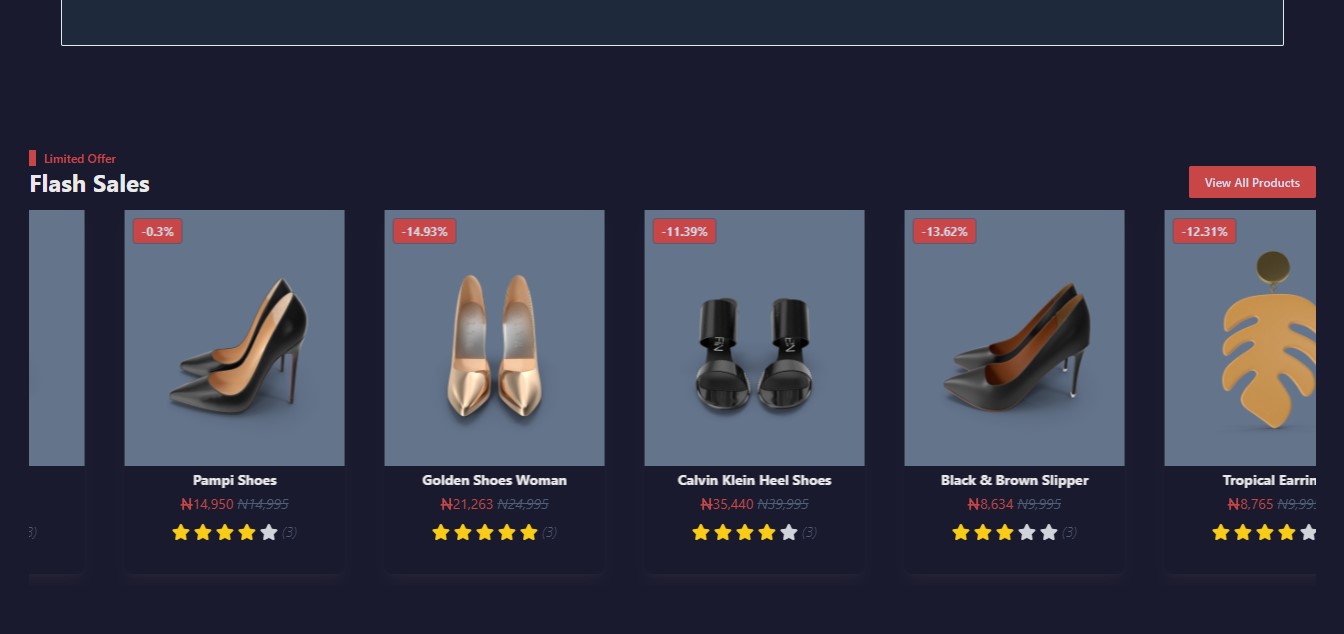 Limited Offer
Flash Sales
View All Products
-0.3%
-14.93%
-11.39%
-13.62%
-12.31%
Pampi Shoes
Golden Shoes Woman
Calvin Klein Heel Shoes
Black & Brown Slipper
Tropical Earrin
₦14,950 ₦14,995
₦21,263 ₦24,995
₦35,440 ₦39,995
₦8,634 ₦9,995
₦8,765 ₦9,99
3)
(3)
(3)
(3)
(3)